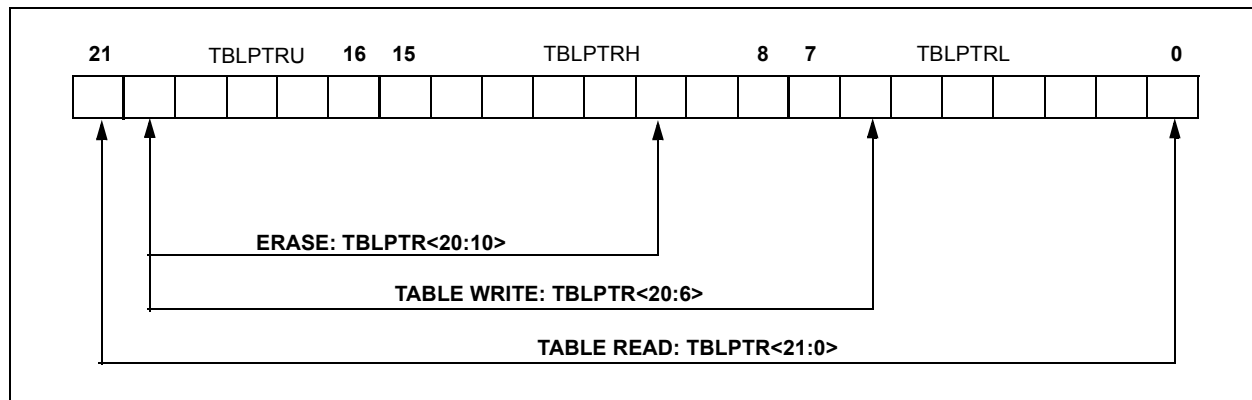 21 TBLPTRU 16 15 TBLPTRH 8 7 TBLPTRL 0
ERASE: TBLPTR<20:10>
TABLE WRITE: TBLPTR<20:6>
TABLE READ: TBLPTR<21:0>